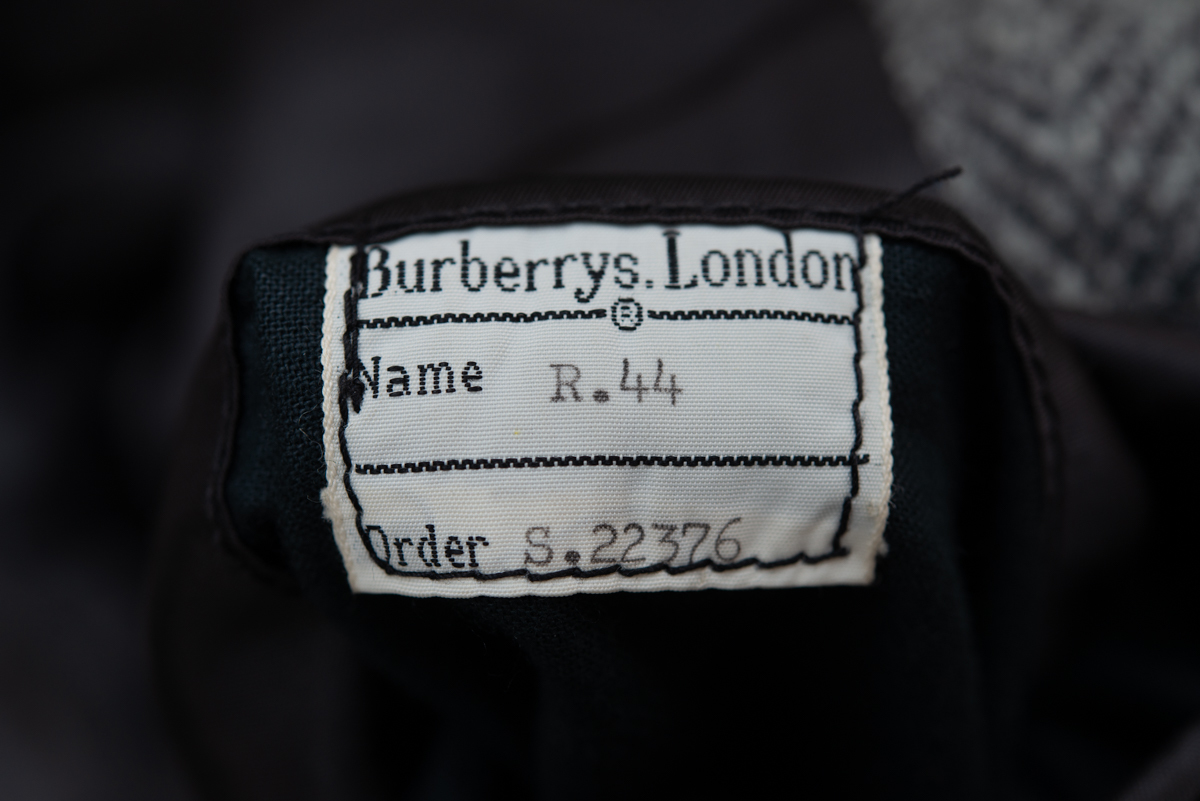 Burberrys. London
®
Name R.44
Order S.22376